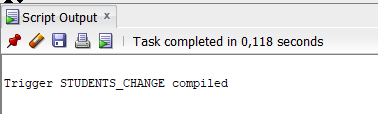 Script Output x
Task completed in 0,118 seconds
Trigger STUDENTS_CHANGE compiled